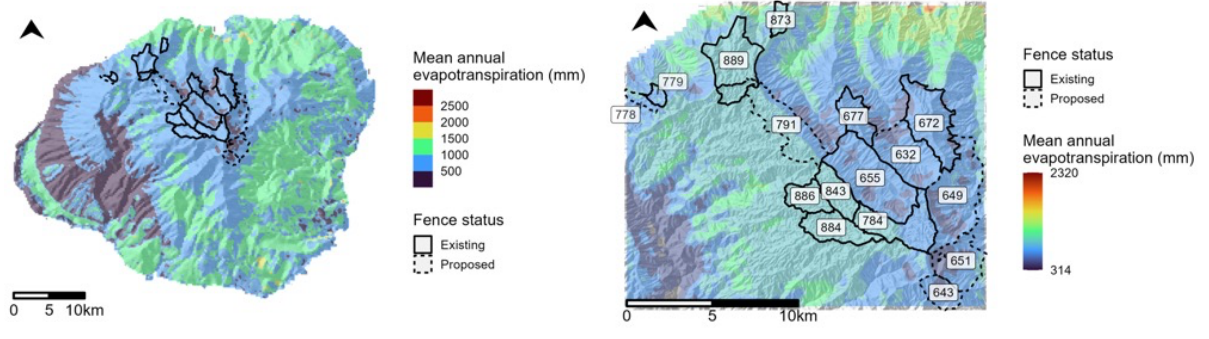 Mean annual
evapotranspiration (mm)
2500
2000
1500
1000
500
Fence status
Existing
Proposed
0 5 10km
873
889
779
778
791
677
672
632
655
649
886
843
784
884
651
643
0 5 10km
Fence status
Existing
Proposed
Mean annual
evapotranspiration (mm)
2320
314